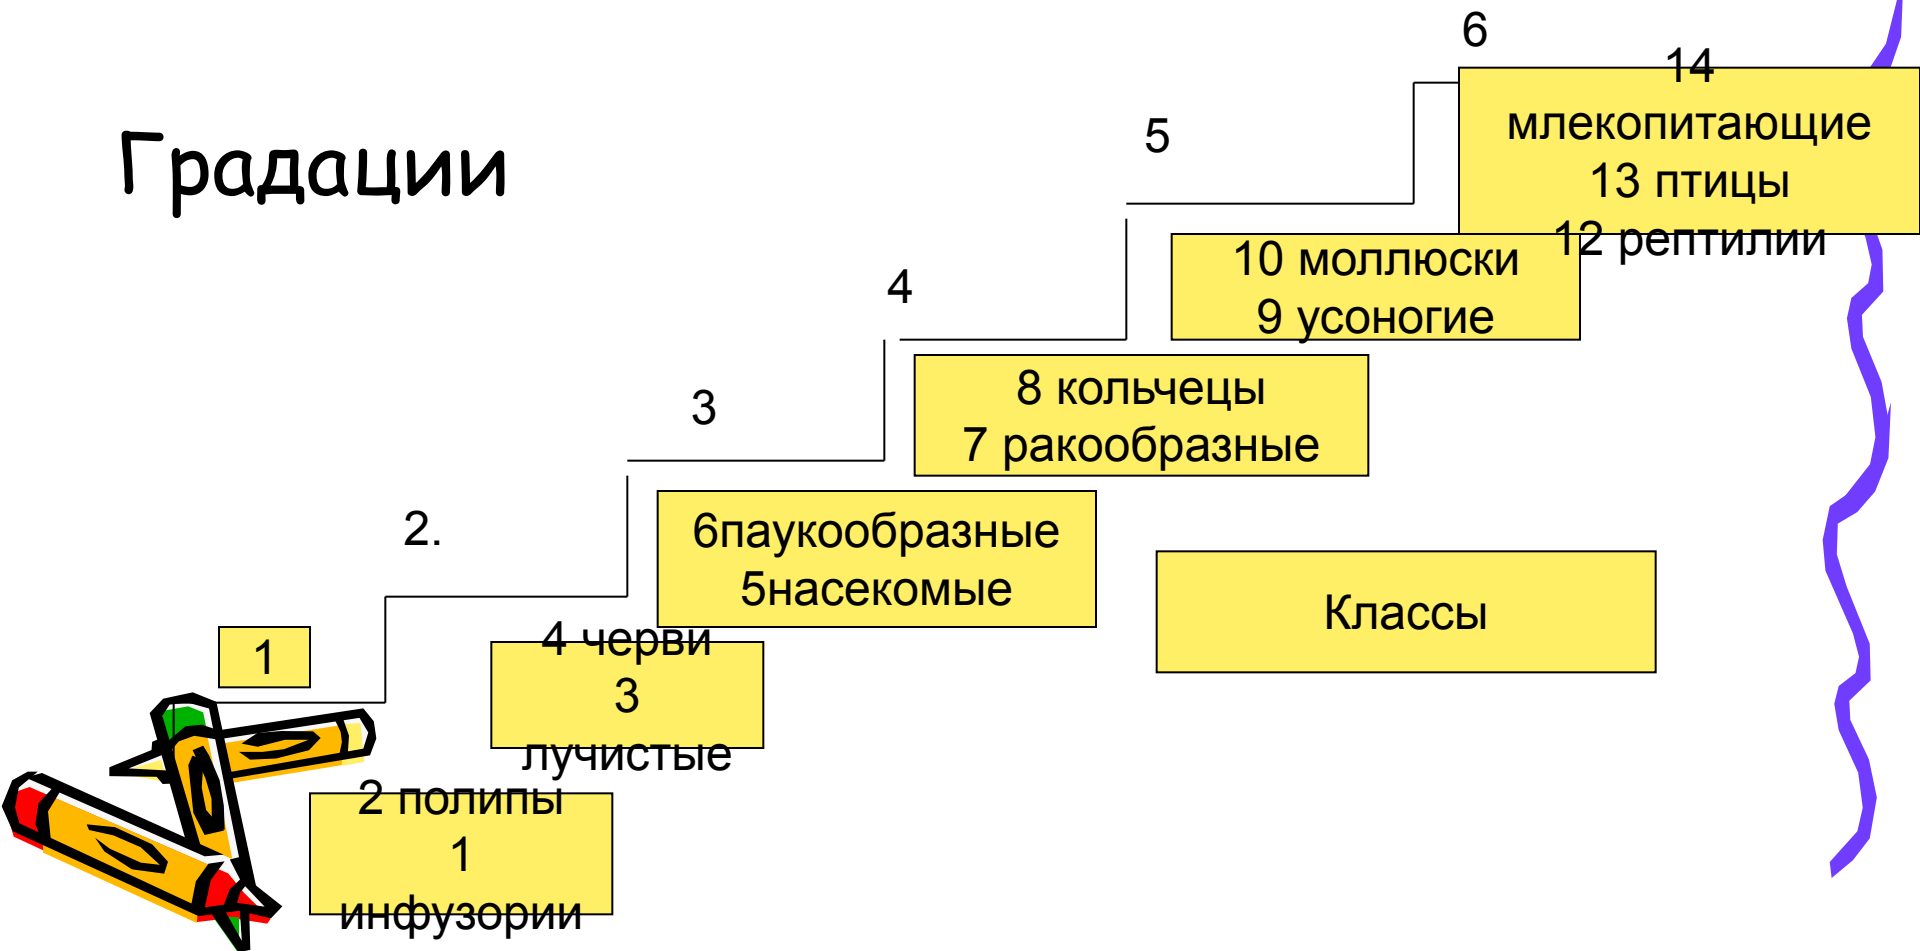 Градации
6
14
млекопитающие
13 птицы
12 рептилии
5
10 моллюски
9 усоногие
4
8 кольчецы
7 ракообразные
3
6паукообразные
5насекомые
2.
4 черви
3
лучистые
1
2 полипы
1
инфузории
Классы